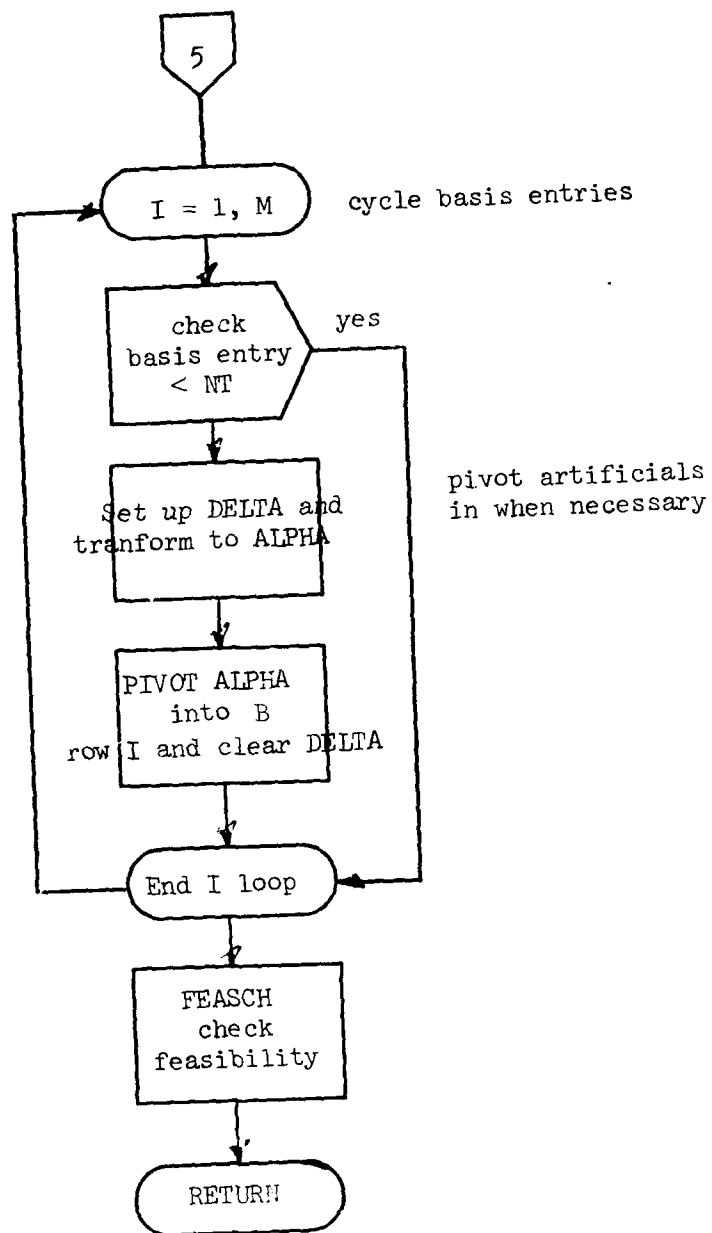 5
I = 1, M
cycle basis entries
check
basis entry
< NT
yes
pivot artificials
in when necessary
Set up DELTA and
tranform to ALPHA
PIVOT ALPHA
into B
row I and clear DELTA
End I loop
FEASCH
check
feasibility
RETURN